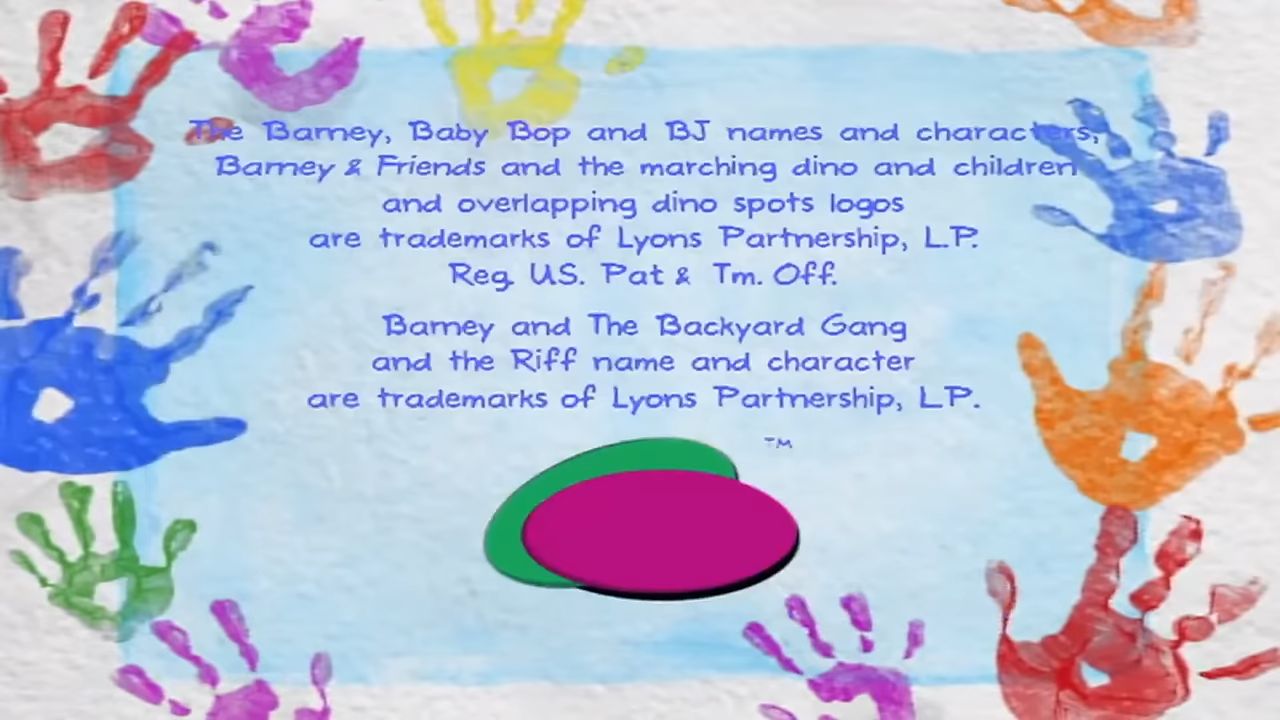 The Barney, Baby Bop and BJ names and characters,
Barney & Friends and the marching dino and children
and overlapping dino spots logos
are trademarks of Lyons Partnership, L.P.
Reg. U.S. Pat & Tm. Off.
Barney and The Backyard Gang
and the Riff name and character
are trademarks of Lyons Partnership, LP.
TM